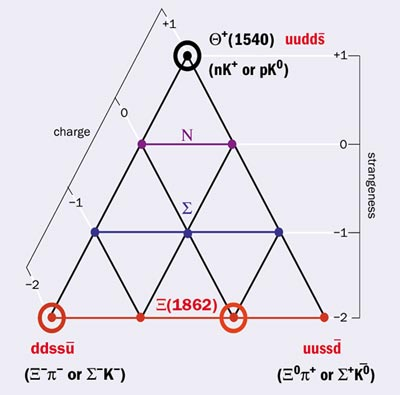 +1
Θ⁺(1540) uudds̄
+1
(nK⁺ or pK⁰)
0
charge
N
0
strangeness
−1
Σ
−1
−2
Ξ(1862)
−2
ddssū
uussd̄
(Ξ⁻π⁻ or Σ⁻K⁻)
(Ξ⁰π⁺ or Σ⁺K̄⁰)